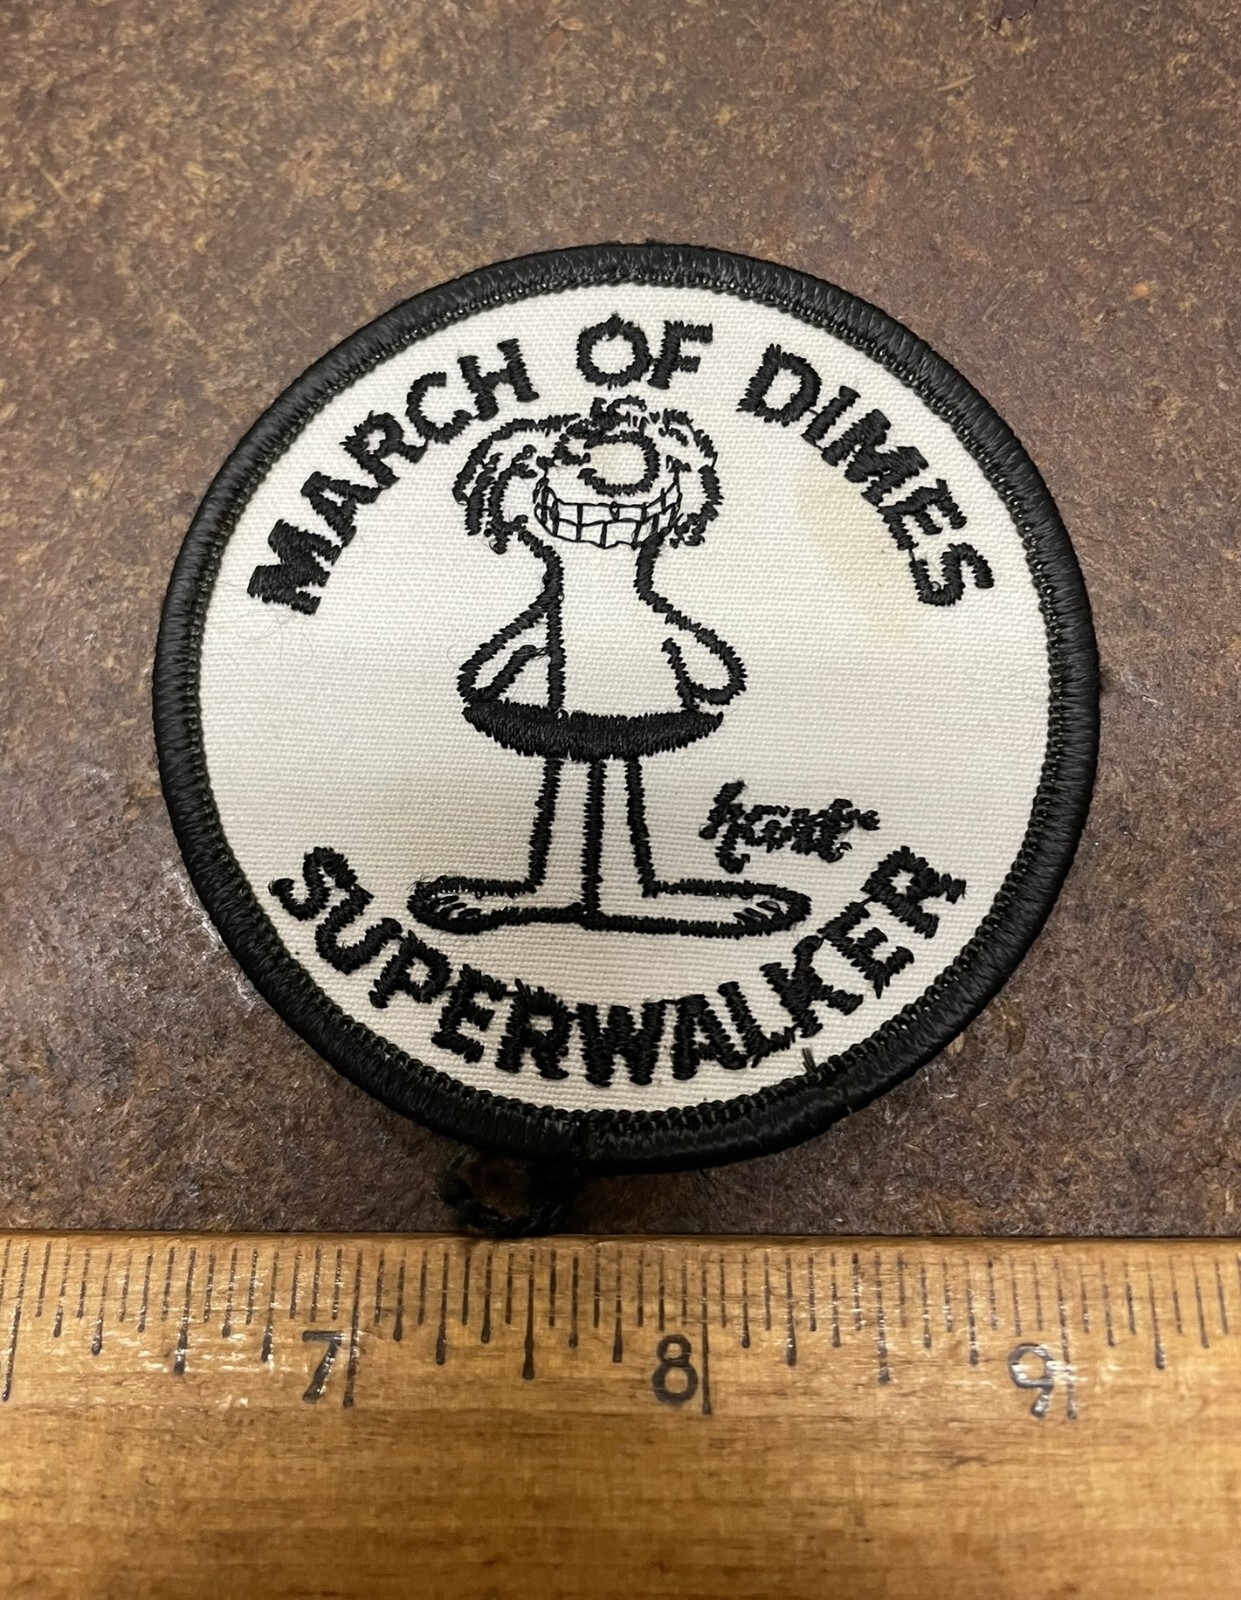 MARCH OF DIMES
SUPERWALKER
7 8 9